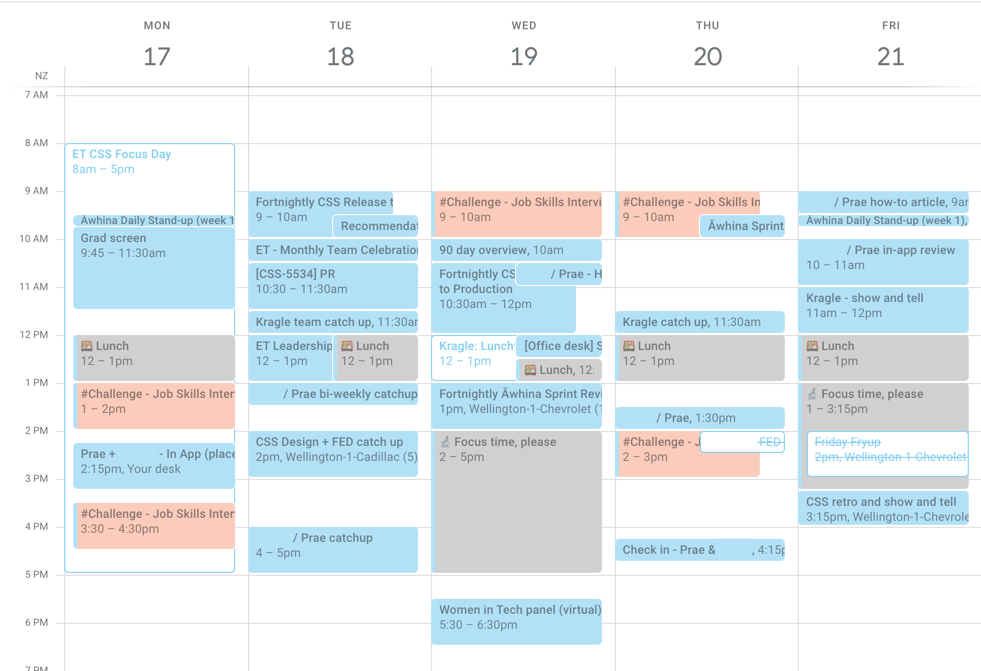 MON
17
TUE
18
WED
19
THU
20
FRI
21
NZ
7 AM
8 AM
9 AM
10 AM
11 AM
12 PM
1 PM
2 PM
3 PM
4 PM
5 PM
6 PM
7 PM
ET CSS Focus Day
8am – 5pm
Awhina Daily Stand-up (week 1
Grad screen
9:45 – 11:30am
Lunch
12 – 1pm
#Challenge - Job Skills Inter
1 – 2pm
Prae + - In App (place
2:15pm, Your desk
#Challenge - Job Skills Inter
3:30 – 4:30pm
Fortnightly CSS Release t
9 – 10am
Recommendat
ET - Monthly Team Celebratio
[CSS-5534] PR
10:30 – 11:30am
Kragle team catch up, 11:30am
ET Leadership
12 – 1pm
Lunch
12 – 1pm
/ Prae bi-weekly catchup
CSS Design + FED catch up
2pm, Wellington-1-Cadillac (5)
/ Prae catchup
4 – 5pm
#Challenge - Job Skills Intervi
9 – 10am
90 day overview, 10am
Fortnightly CS
to Production
10:30am – 12pm
/ Prae - H
Kragle: Lunch
12 – 1pm
[Office desk] S
Lunch, 12:
Fortnightly Āwhina Sprint Revi
1pm, Wellington-1-Chevrolet (1
Focus time, please
2 – 5pm
Women in Tech panel (virtual)
5:30 – 6:30pm
#Challenge - Job Skills In
9 – 10am
Āwhina Sprint
Kragle catch up, 11:30am
Lunch
12 – 1pm
/ Prae, 1:30pm
#Challenge - J
2 – 3pm
FED
Check in - Prae & , 4:15p
/ Prae how-to article, 9am
Awhina Daily Stand-up (week 1),
/ Prae in-app review
10 – 11am
Kragle - show and tell
11am – 12pm
Lunch
12 – 1pm
Focus time, please
1 – 3:15pm
Friday Fryup
2pm, Wellington-1-Chevrolet
CSS retro and show and tell
3:15pm, Wellington-1-Chevrole